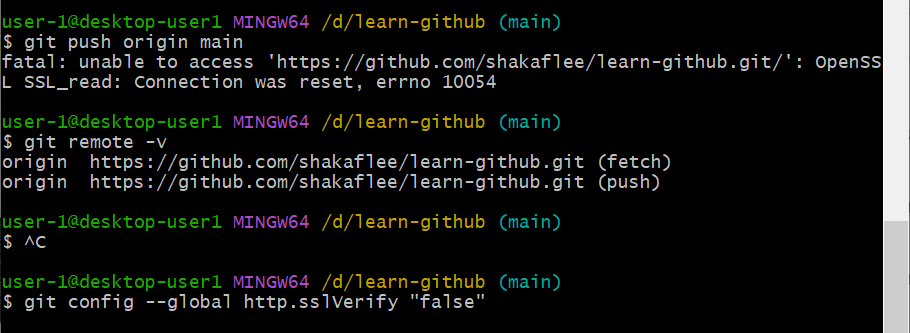 user-1@desktop-user1 MINGW64 /d/learn-github (main)
$ git push origin main
fatal: unable to access 'https://github.com/shakaflee/learn-github.git/': OpenSS
L SSL_read: Connection was reset, errno 10054
user-1@desktop-user1 MINGW64 /d/learn-github (main)
$ git remote -v
origin  https://github.com/shakaflee/learn-github.git (fetch)
origin  https://github.com/shakaflee/learn-github.git (push)
user-1@desktop-user1 MINGW64 /d/learn-github (main)
$ ^C
user-1@desktop-user1 MINGW64 /d/learn-github (main)
$ git config --global http.sslVerify "false"